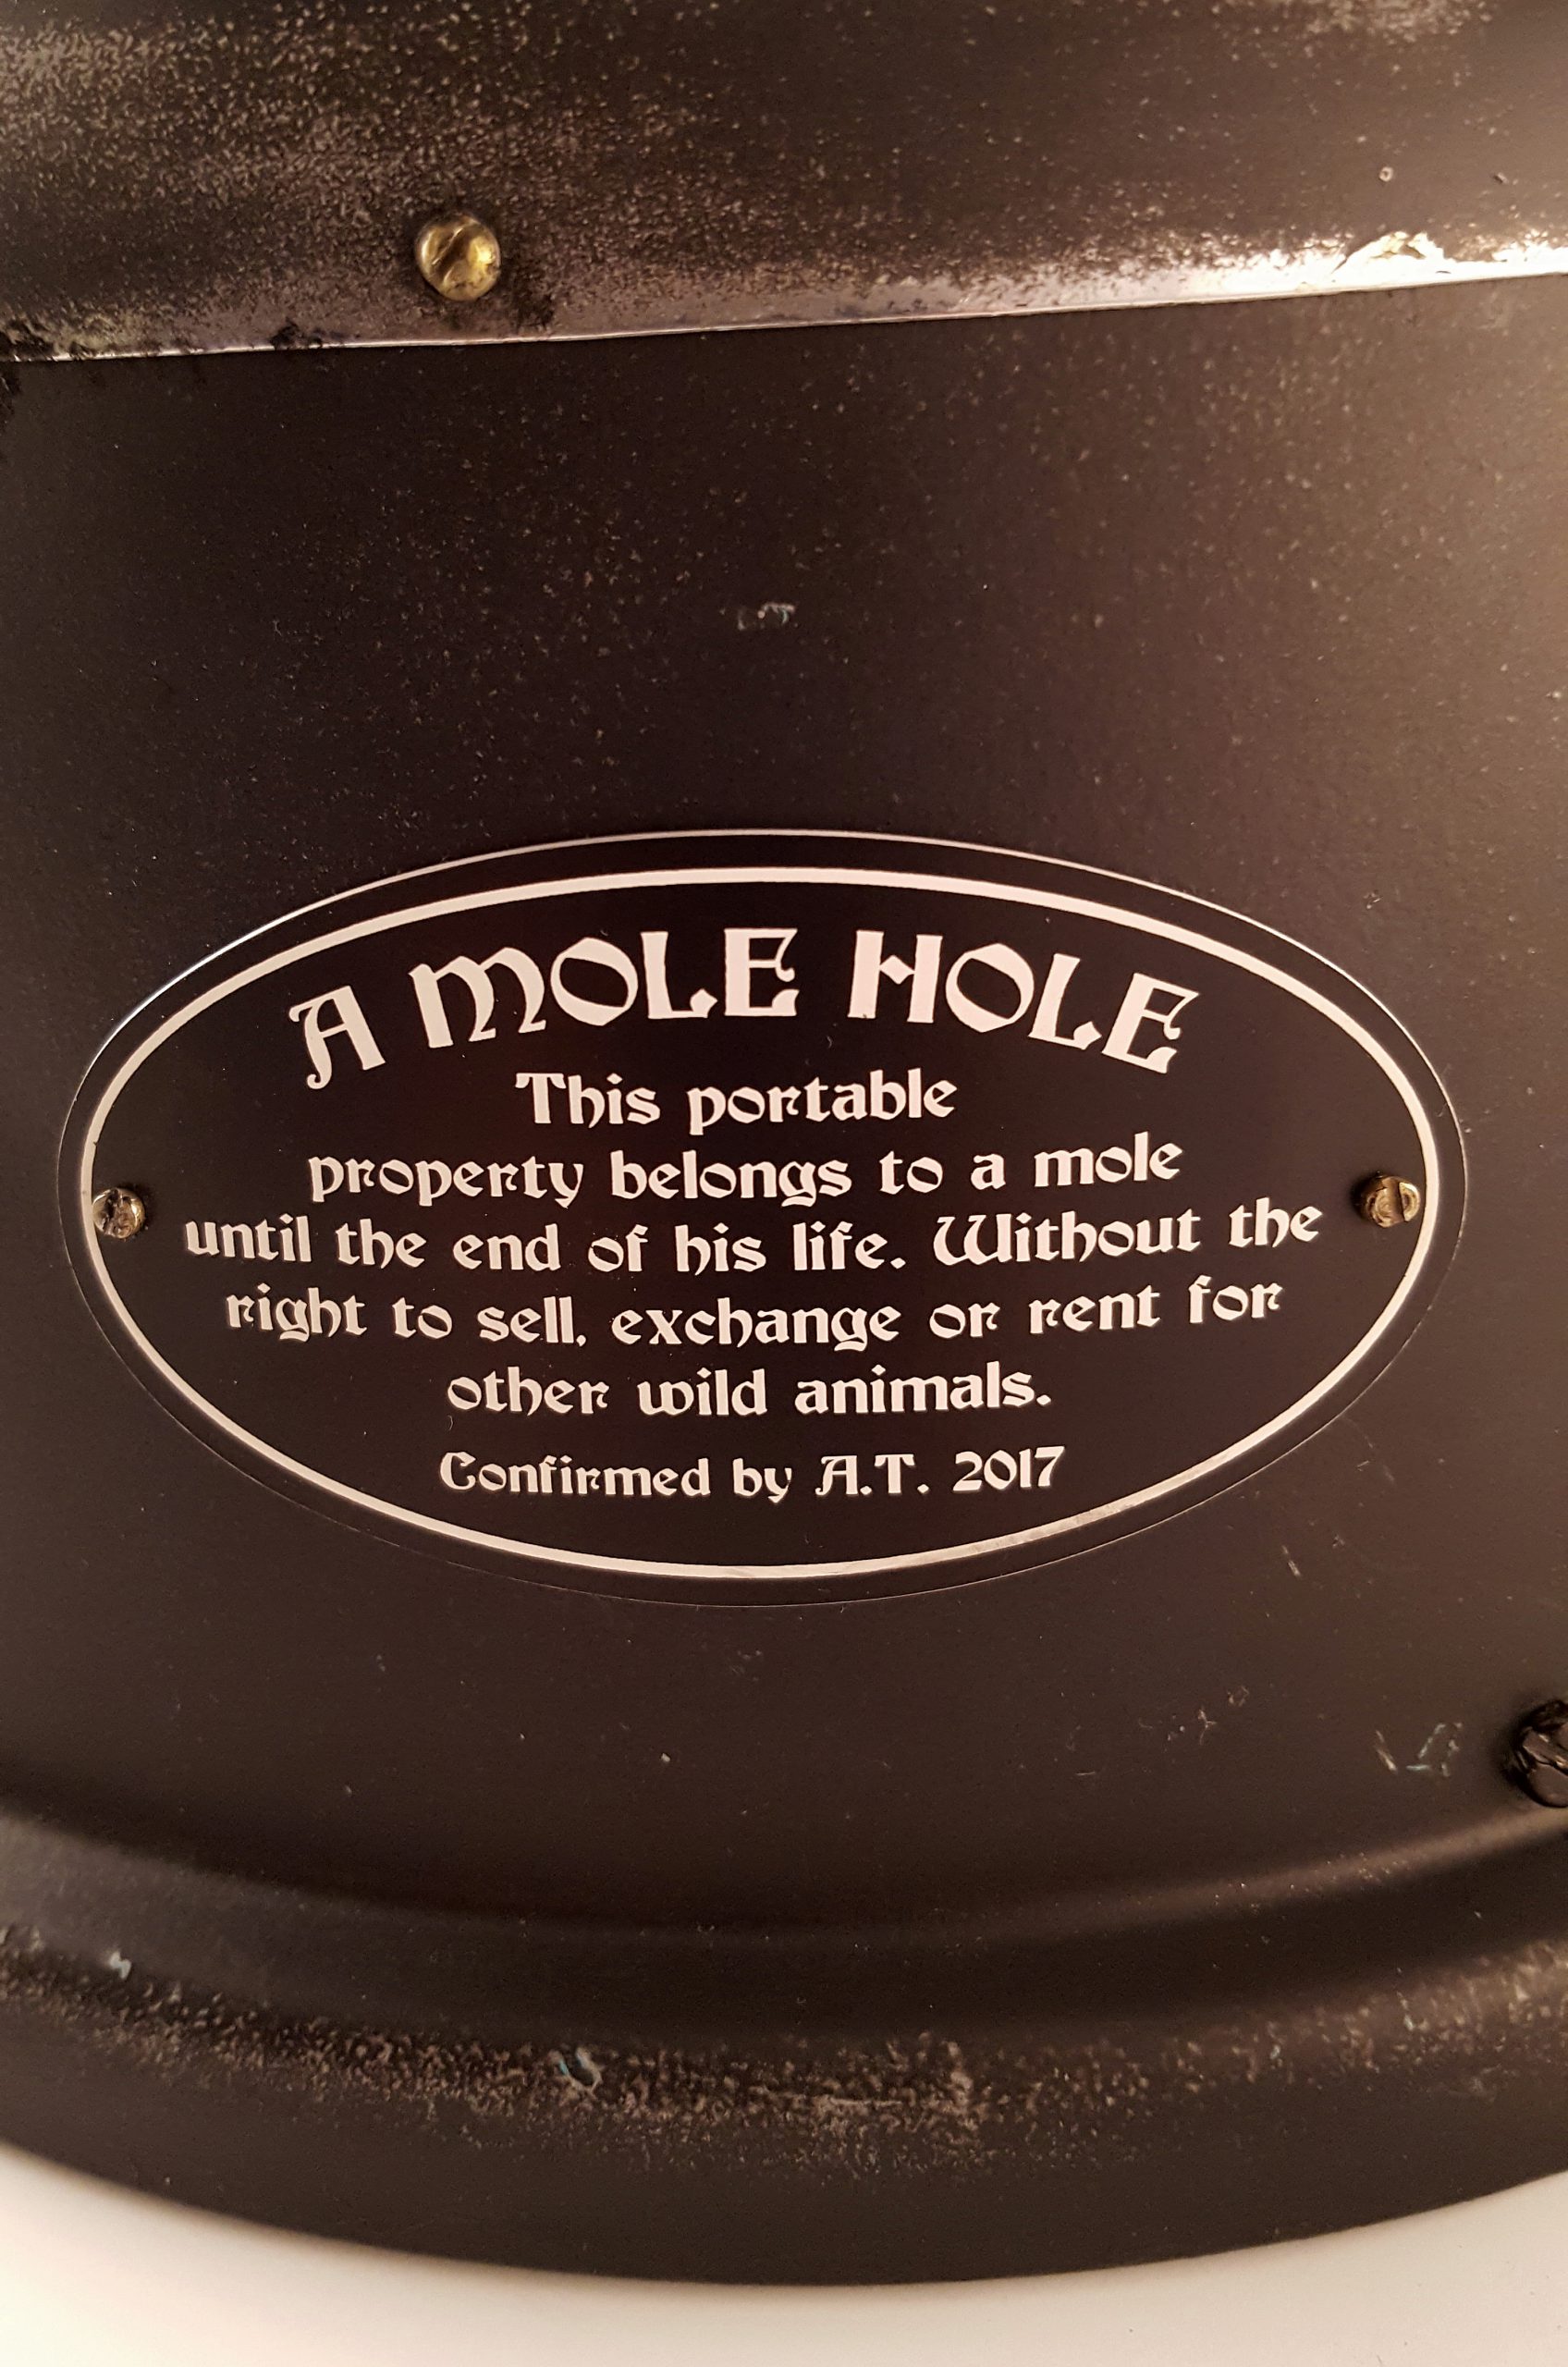 A MOLE HOLE
This portable
property belongs to a mole
until the end of his life. Without the
right to sell, exchange or rent for
other wild animals.
Confirmed by A.T. 2017